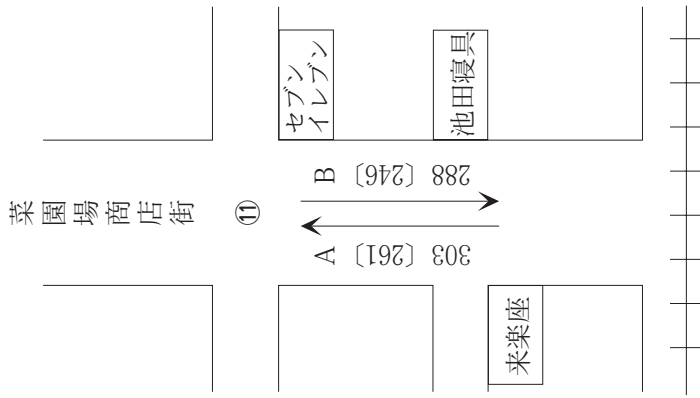 菜園場商店街
⑪
セブン
イレブン
池田寝具
B 〔246〕 288
A 〔261〕 303
来楽座